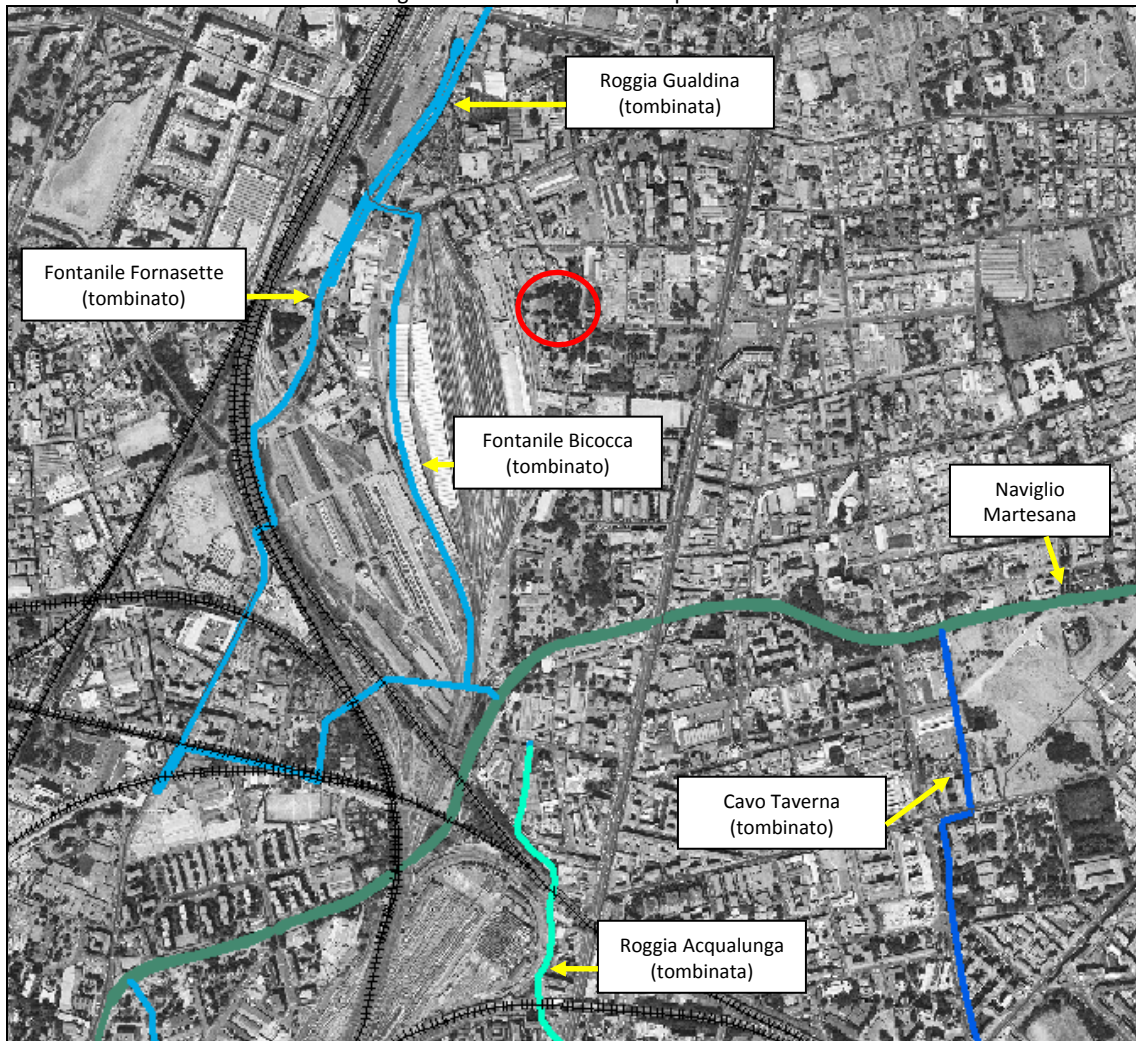 Roggia Gualdina
(tombinata)
Fontanile Fornasette
(tombinato)
Fontanile Bicocca
(tombinato)
Naviglio
Martesana
Cavo Taverna
(tombinato)
Roggia Acqualunga
(tombinata)